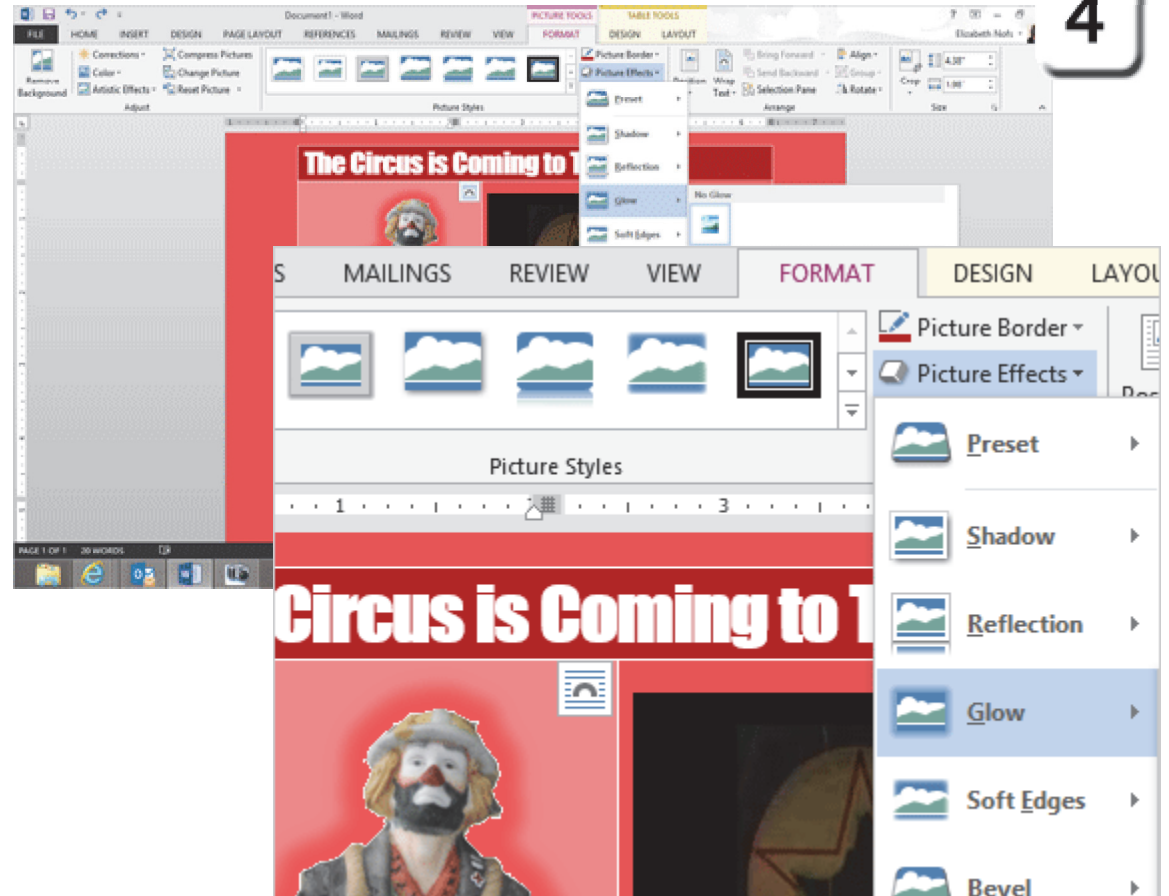 Document1 - Word
PICTURE TOOLS TABLE TOOLS
4
FILE HOME INSERT DESIGN PAGE LAYOUT REFERENCES MAILINGS REVIEW VIEW FORMAT DESIGN LAYOUT Elizabeth Nofs
Remove Background
Corrections
Color
Artistic Effects
Compress Pictures
Change Picture
Reset Picture
Adjust
Picture Styles
Picture Border
Picture Effects
Position
Wrap Text
Bring Forward
Send Backward
Selection Pane
Align
Group
Rotate
Arrange
Crop
4.38"
1.98"
Size
Preset
Shadow
Reflection
Glow
Soft Edges
No Glow
The Circus is Coming to T
PAGE 1 OF 1 20 WORDS
S MAILINGS REVIEW VIEW FORMAT DESIGN LAYOU
Picture Border
Picture Effects
Picture Styles
1 3
Preset
Shadow
Reflection
Glow
Soft Edges
Bevel
Circus is Coming to T